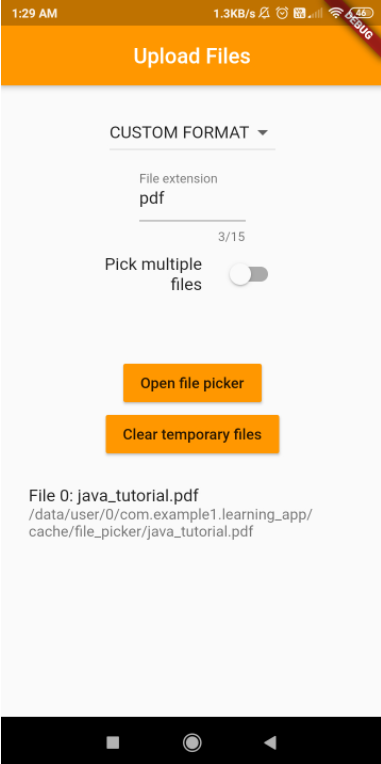 1:29 AM 1.3KB/s 46
DEBUG
Upload Files
CUSTOM FORMAT
File extension
pdf
3/15
Pick multiple
files
Open file picker
Clear temporary files
File 0: java_tutorial.pdf
/data/user/0/com.example1.learning_app/
cache/file_picker/java_tutorial.pdf